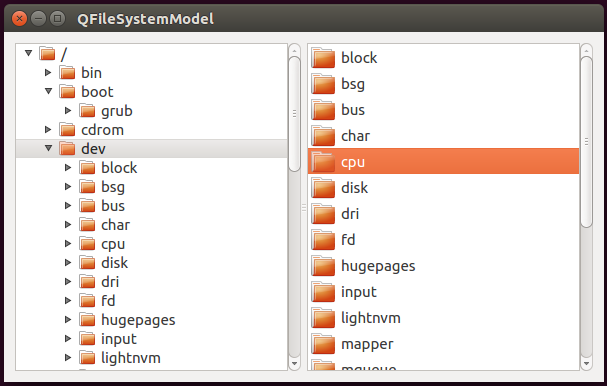 QFileSystemModel
/
bin
boot
grub
cdrom
dev
block
bsg
bus
char
cpu
disk
dri
fd
hugepages
input
lightnvm
block
bsg
bus
char
cpu
disk
dri
fd
hugepages
input
lightnvm
mapper
mqueue